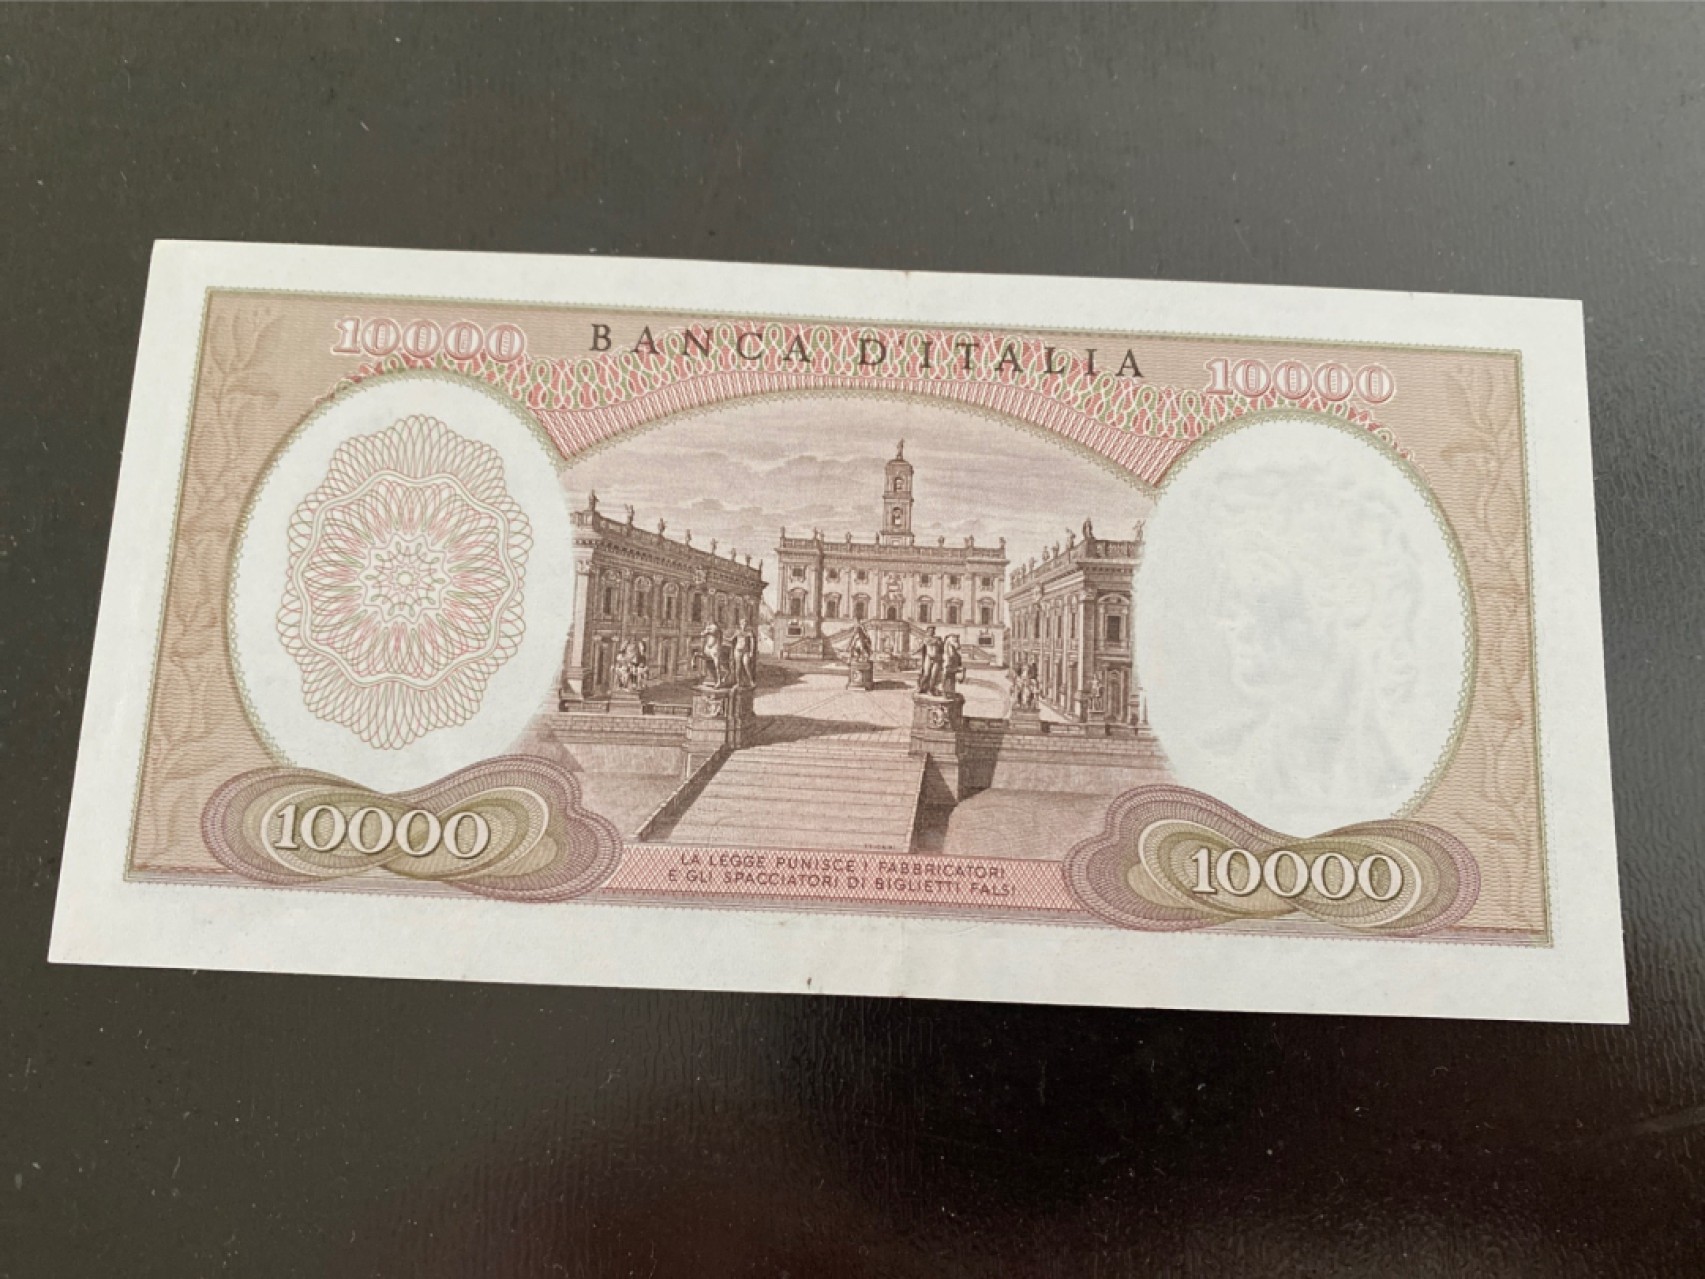 10000
BANCA D'ITALIA
10000
10000
LA LEGGE PUNISCE I FABBRICATORI
E GLI SPACCIATORI DI BIGLIETTI FALSI
10000